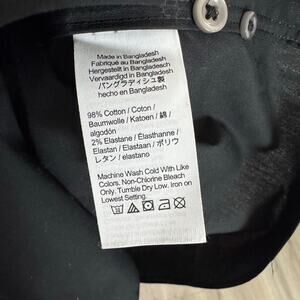 Made in Bangladesh
Fabriqué au Bangladesh
Hergestellt in Bangladesh
Vervaardigd in Bangladesh
バングラディシュ製
hecho en Bangladesh
98% Cotton / Coton /
Baumwolle / Katoen / 綿 /
algodón
2% Elastane / Élasthanne /
Elastan / Elastaan / ポリウ
レタン / elastano
Machine Wash Cold With Like
Colors. Non-Chlorine Bleach
Only. Tumble Dry Low. Iron on
Lowest Setting.